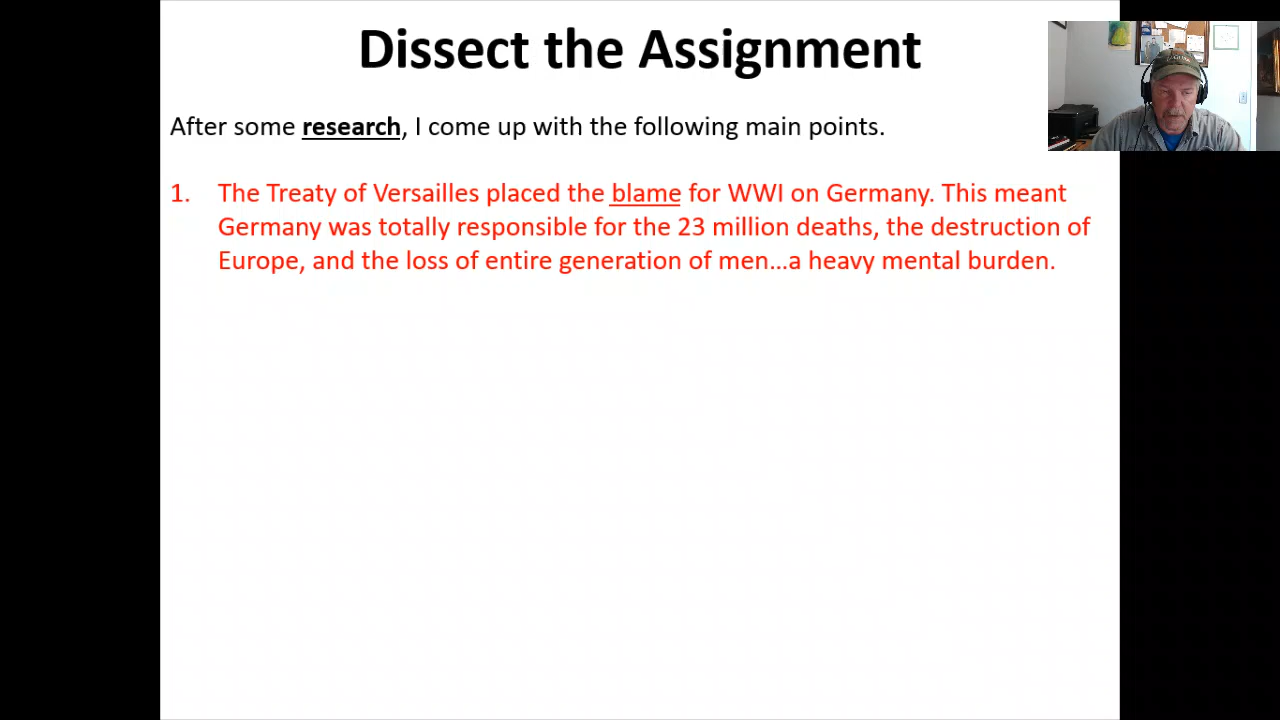 Dissect the Assignment
After some research, I come up with the following main points.
1. The Treaty of Versailles placed the blame for WWI on Germany. This meant
Germany was totally responsible for the 23 million deaths, the destruction of
Europe, and the loss of entire generation of men...a heavy mental burden.